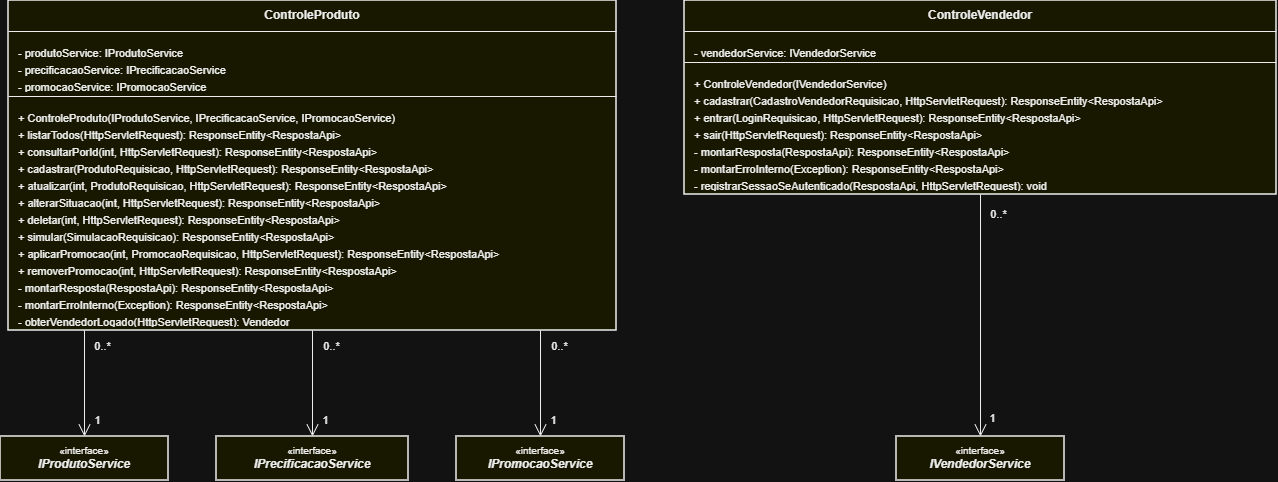 ControleProduto
- produtoService: IProdutoService
- precificacaoService: IPrecificacaoService
- promocaoService: IPromocaoService
+ ControleProduto(IProdutoService, IPrecificacaoService, IPromocaoService)
+ listarTodos(HttpServletRequest): ResponseEntity<RespostaApi>
+ consultarPorId(int, HttpServletRequest): ResponseEntity<RespostaApi>
+ cadastrar(ProdutoRequisicao, HttpServletRequest): ResponseEntity<RespostaApi>
+ atualizar(int, ProdutoRequisicao, HttpServletRequest): ResponseEntity<RespostaApi>
+ alterarSituacao(int, HttpServletRequest): ResponseEntity<RespostaApi>
+ deletar(int, HttpServletRequest): ResponseEntity<RespostaApi>
+ simular(SimulacaoRequisicao): ResponseEntity<RespostaApi>
+ aplicarPromocao(int, PromocaoRequisicao, HttpServletRequest): ResponseEntity<RespostaApi>
+ removerPromocao(int, HttpServletRequest): ResponseEntity<RespostaApi>
- montarResposta(RespostaApi): ResponseEntity<RespostaApi>
- montarErroInterno(Exception): ResponseEntity<RespostaApi>
- obterVendedorLogado(HttpServletRequest): Vendedor
0..*
0..*
0..*
1
1
1
«interface»
IProdutoService
«interface»
IPrecificacaoService
«interface»
IPromocaoService
ControleVendedor
- vendedorService: IVendedorService
+ ControleVendedor(IVendedorService)
+ cadastrar(CadastroVendedorRequisicao, HttpServletRequest): ResponseEntity<RespostaApi>
+ entrar(LoginRequisicao, HttpServletRequest): ResponseEntity<RespostaApi>
+ sair(HttpServletRequest): ResponseEntity<RespostaApi>
- montarResposta(RespostaApi): ResponseEntity<RespostaApi>
- montarErroInterno(Exception): ResponseEntity<RespostaApi>
- registrarSessaoSeAutenticado(RespostaApi, HttpServletRequest): void
0..*
1
«interface»
IVendedorService